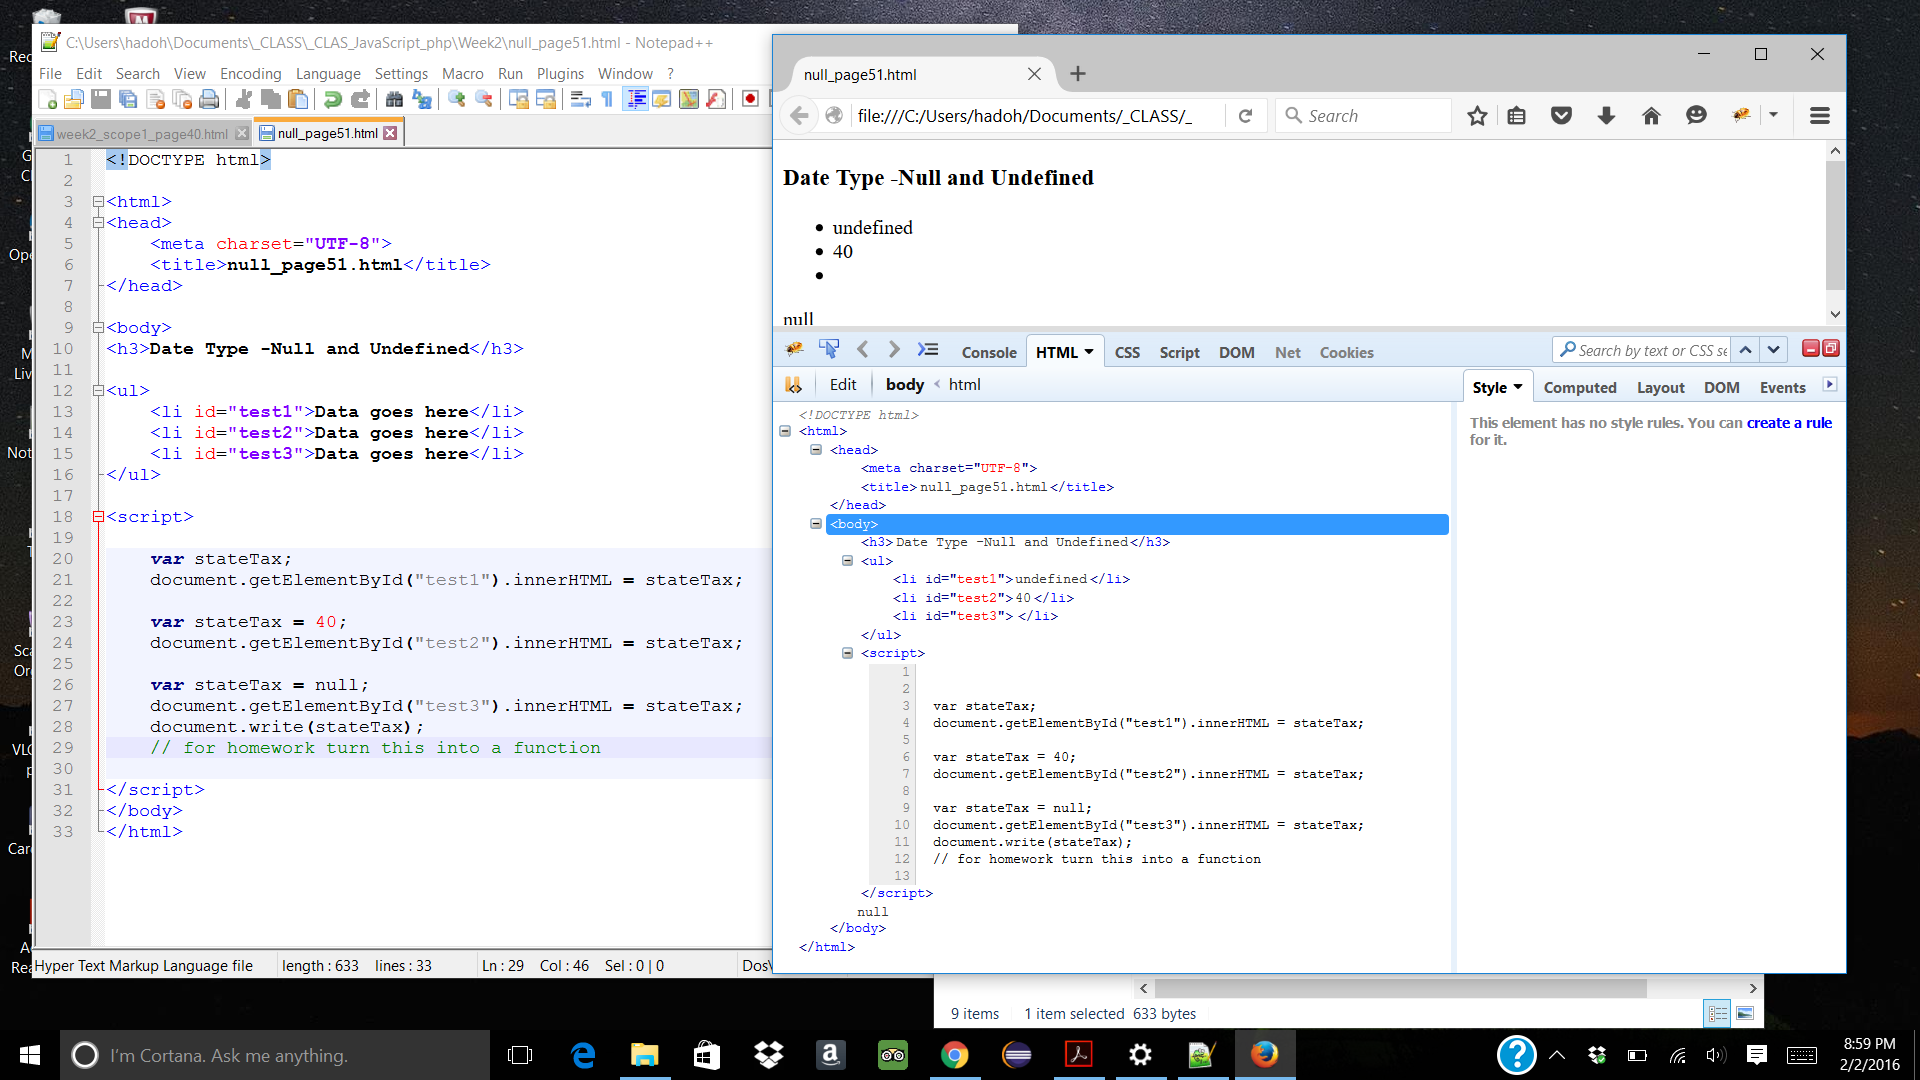 C:\Users\hadoh\Documents\_CLASS\_CLAS_JavaScript_php\Week2\null_page51.html - Notepad++
File Edit Search View Encoding Language Settings Macro Run Plugins Window ?
week2_scope1_page40.html null_page51.html
1 <!DOCTYPE html>
2
3 <html>
4 <head>
5 <meta charset="UTF-8">
6 <title>null_page51.html</title>
7 </head>
8
9 <body>
10 <h3>Date Type -Null and Undefined</h3>
11
12 <ul>
13 <li id="test1">Data goes here</li>
14 <li id="test2">Data goes here</li>
15 <li id="test3">Data goes here</li>
16 </ul>
17
18 <script>
19
20 var stateTax;
21 document.getElementById("test1").innerHTML = stateTax;
22
23 var stateTax = 40;
24 document.getElementById("test2").innerHTML = stateTax;
25
26 var stateTax = null;
27 document.getElementById("test3").innerHTML = stateTax;
28 document.write(stateTax);
29 // for homework turn this into a function
30
31 </script>
32 </body>
33 </html>
Hyper Text Markup Language file length : 633 lines : 33 Ln : 29 Col : 46 Sel : 0 | 0 Dos\
null_page51.html
file:///C:/Users/hadoh/Documents/_CLASS/_
Search
Date Type -Null and Undefined
undefined
40
null
Console HTML CSS Script DOM Net Cookies
Search by text or CSS se
Edit body < html
Style Computed Layout DOM Events
This element has no style rules. You can create a rule
for it.
<!DOCTYPE html>
<html>
<head>
<meta charset="UTF-8">
<title>null_page51.html</title>
</head>
<body>
<h3>Date Type -Null and Undefined</h3>
<ul>
<li id="test1">undefined</li>
<li id="test2">40</li>
<li id="test3"> </li>
</ul>
<script>
1
2
3 var stateTax;
4 document.getElementById("test1").innerHTML = stateTax;
5
6 var stateTax = 40;
7 document.getElementById("test2").innerHTML = stateTax;
8
9 var stateTax = null;
10 document.getElementById("test3").innerHTML = stateTax;
11 document.write(stateTax);
12 // for homework turn this into a function
13
</script>
null
</body>
</html>
9 items 1 item selected 633 bytes
I'm Cortana. Ask me anything.
8:59 PM
2/2/2016